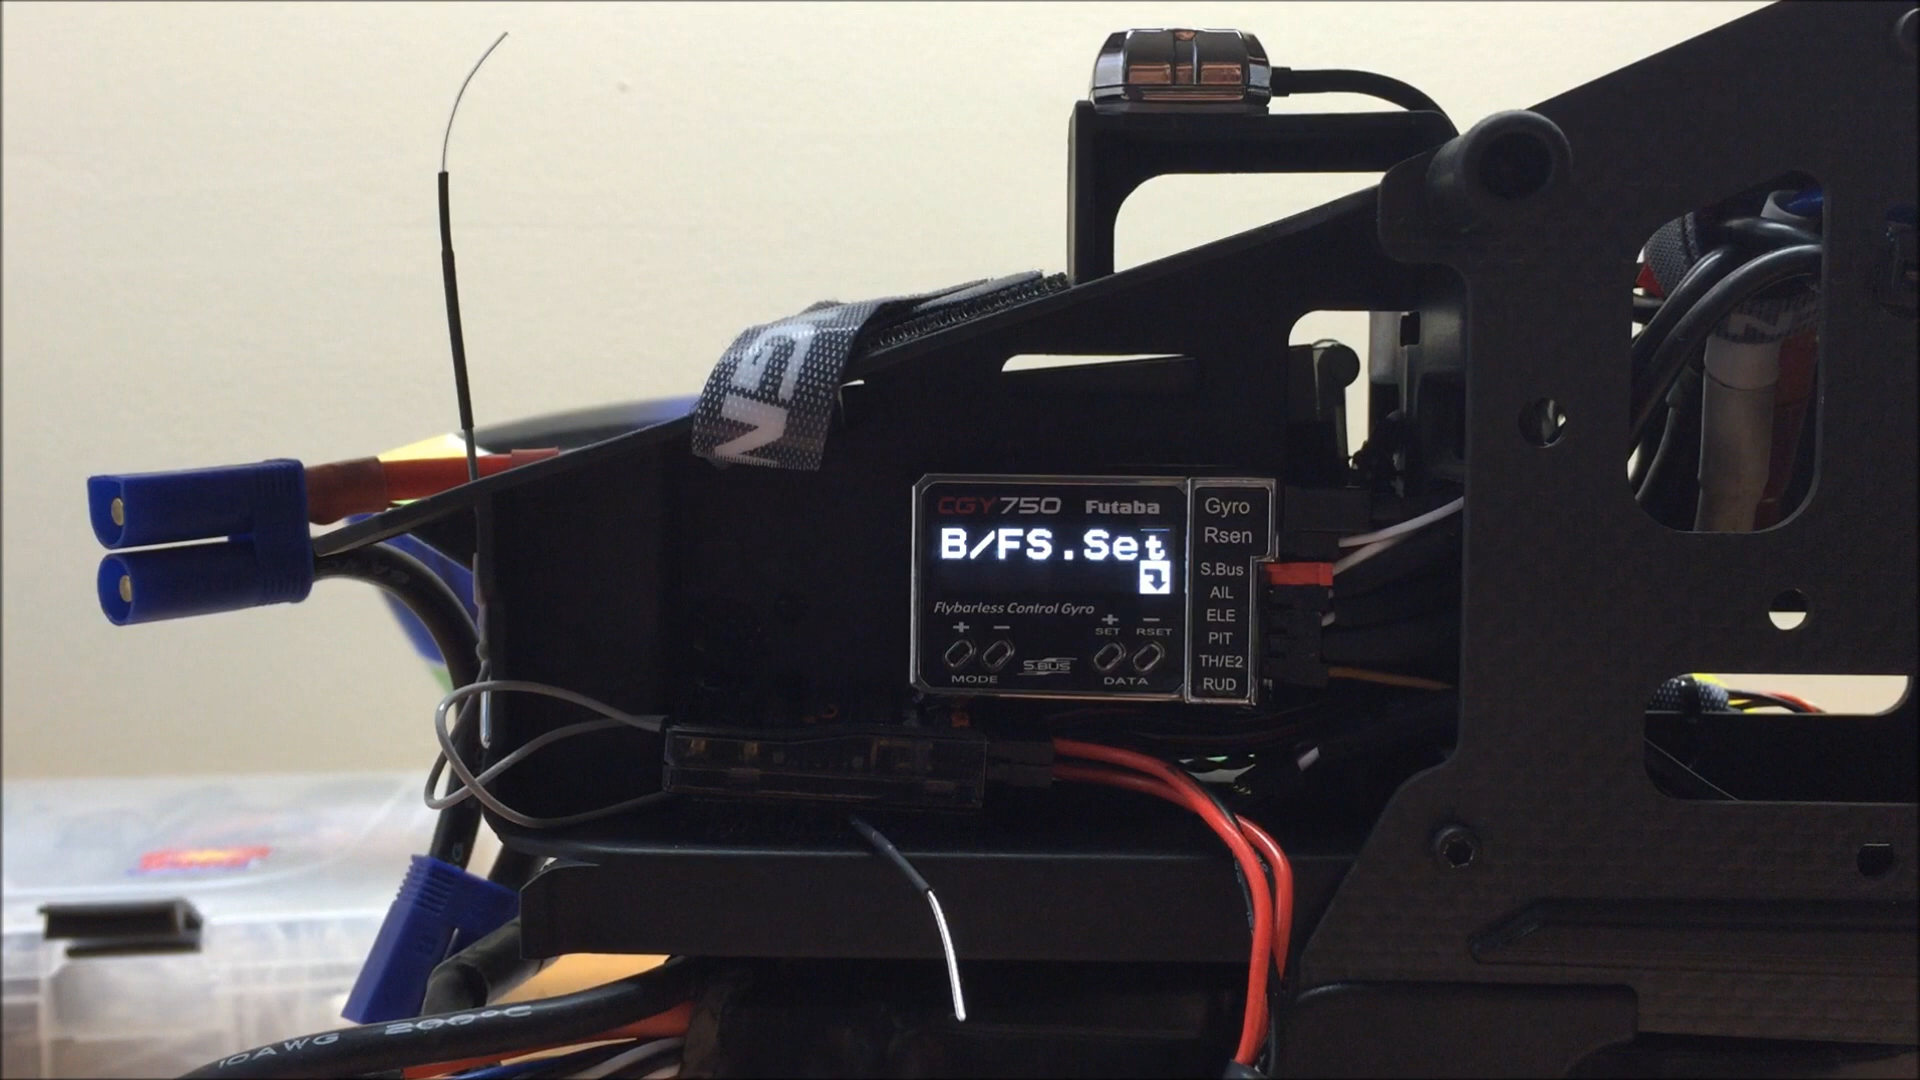 CGY750 Futaba
B/FS.Set
Flybarless Control Gyro
+ − + −
SET RSET
S.BUS
MODE DATA
Gyro
Rsen
S.Bus
AIL
ELE
PIT
TH/E2
RUD
10AWG 200°C